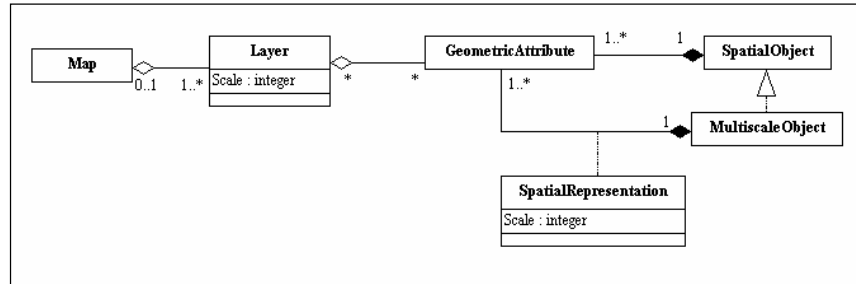 Map
0..1
1..*
Layer
Scale : integer
*
*
GeometricAttribute
1..*
1
SpatialObject
1..*
1
MultiscaleObject
SpatialRepresentation
Scale : integer